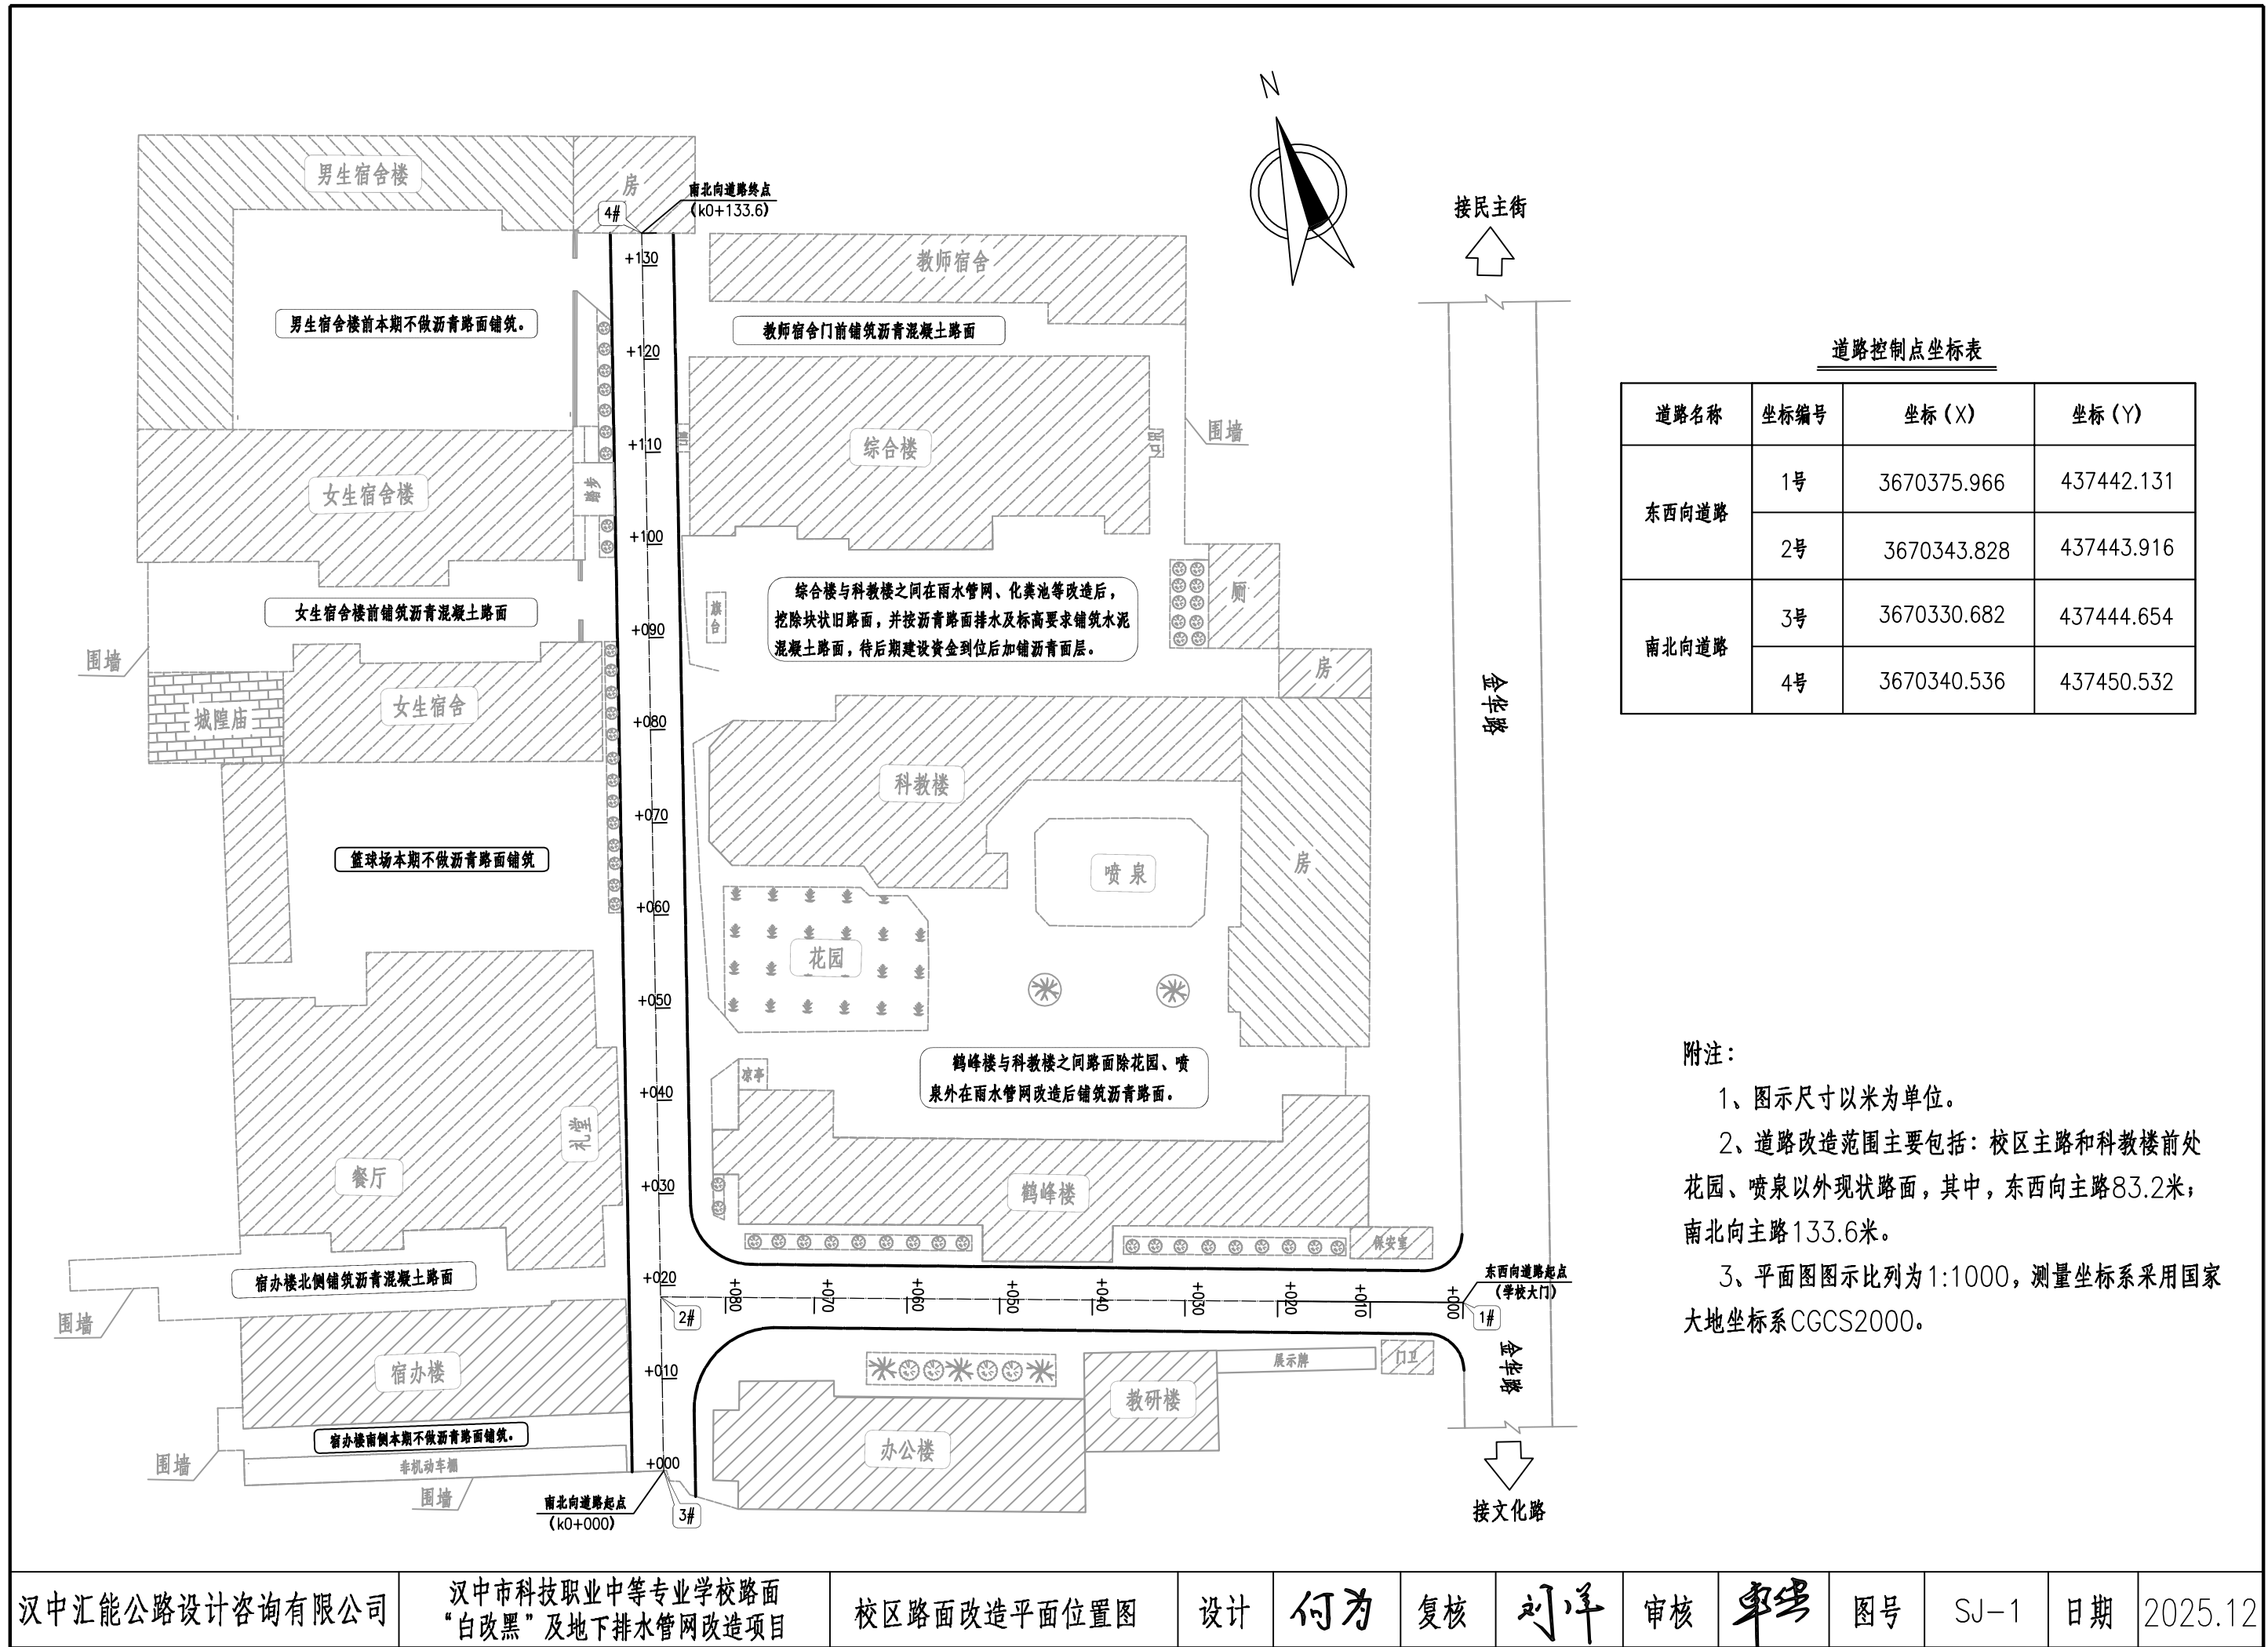 N
男生宿舍楼
房
南北向道路终点
(k0+133.6)
4#
接民主街
+130
教师宿舍
男生宿舍楼前本期不做沥青路面铺筑。
教师宿舍门前铺筑沥青混凝土路面
+120
道路控制点坐标表
道路名称 坐标编号 坐标(X) 坐标(Y)
东西向道路 1号 3670375.966 437442.131
2号 3670343.828 437443.916
南北向道路 3号 3670330.682 437444.654
4号 3670340.536 437450.532
围墙
+110
综合楼
女生宿舍楼
踏步
+100
综合楼与科教楼之间在雨水管网、化粪池等改造后,
挖除块状旧路面,并按沥青路面排水及标高要求铺筑水泥
混凝土路面,待后期建设资金到位后加铺沥青面层。
厕
旗台
女生宿舍楼前铺筑沥青混凝土路面
+090
围墙
房
城隍庙
女生宿舍
+080
金华路
科教楼
+070
篮球场本期不做沥青路面铺筑
喷泉
房
+060
花园
+050
鹤峰楼与科教楼之间路面除花园、喷
泉外在雨水管网改造后铺筑沥青路面。
凉亭
+040
礼堂
餐厅
+030
鹤峰楼
保安室
附注:
1、图示尺寸以米为单位。
2、道路改造范围主要包括:校区主路和科教楼前处
花园、喷泉以外现状路面,其中,东西向主路83.2米;
南北向主路133.6米。
3、平面图图示比列为1:1000,测量坐标系采用国家
大地坐标系CGCS2000。
宿办楼北侧铺筑沥青混凝土路面
+020
东西向道路起点
(学校大门)
+080 +070 +060 +050 +040 +030 +020 +010 +000
2#
1#
围墙
宿办楼
+010
展示牌
门卫
金华路
教研楼
办公楼
宿办楼南侧本期不做沥青路面铺筑。
非机动车棚
围墙
围墙
+000
南北向道路起点
(k0+000)
3#
接文化路
汉中汇能公路设计咨询有限公司
汉中市科技职业中等专业学校路面
“白改黑”及地下排水管网改造项目
校区路面改造平面位置图
设计 何为 复核 刘洋 审核 图号 SJ-1 日期 2025.12